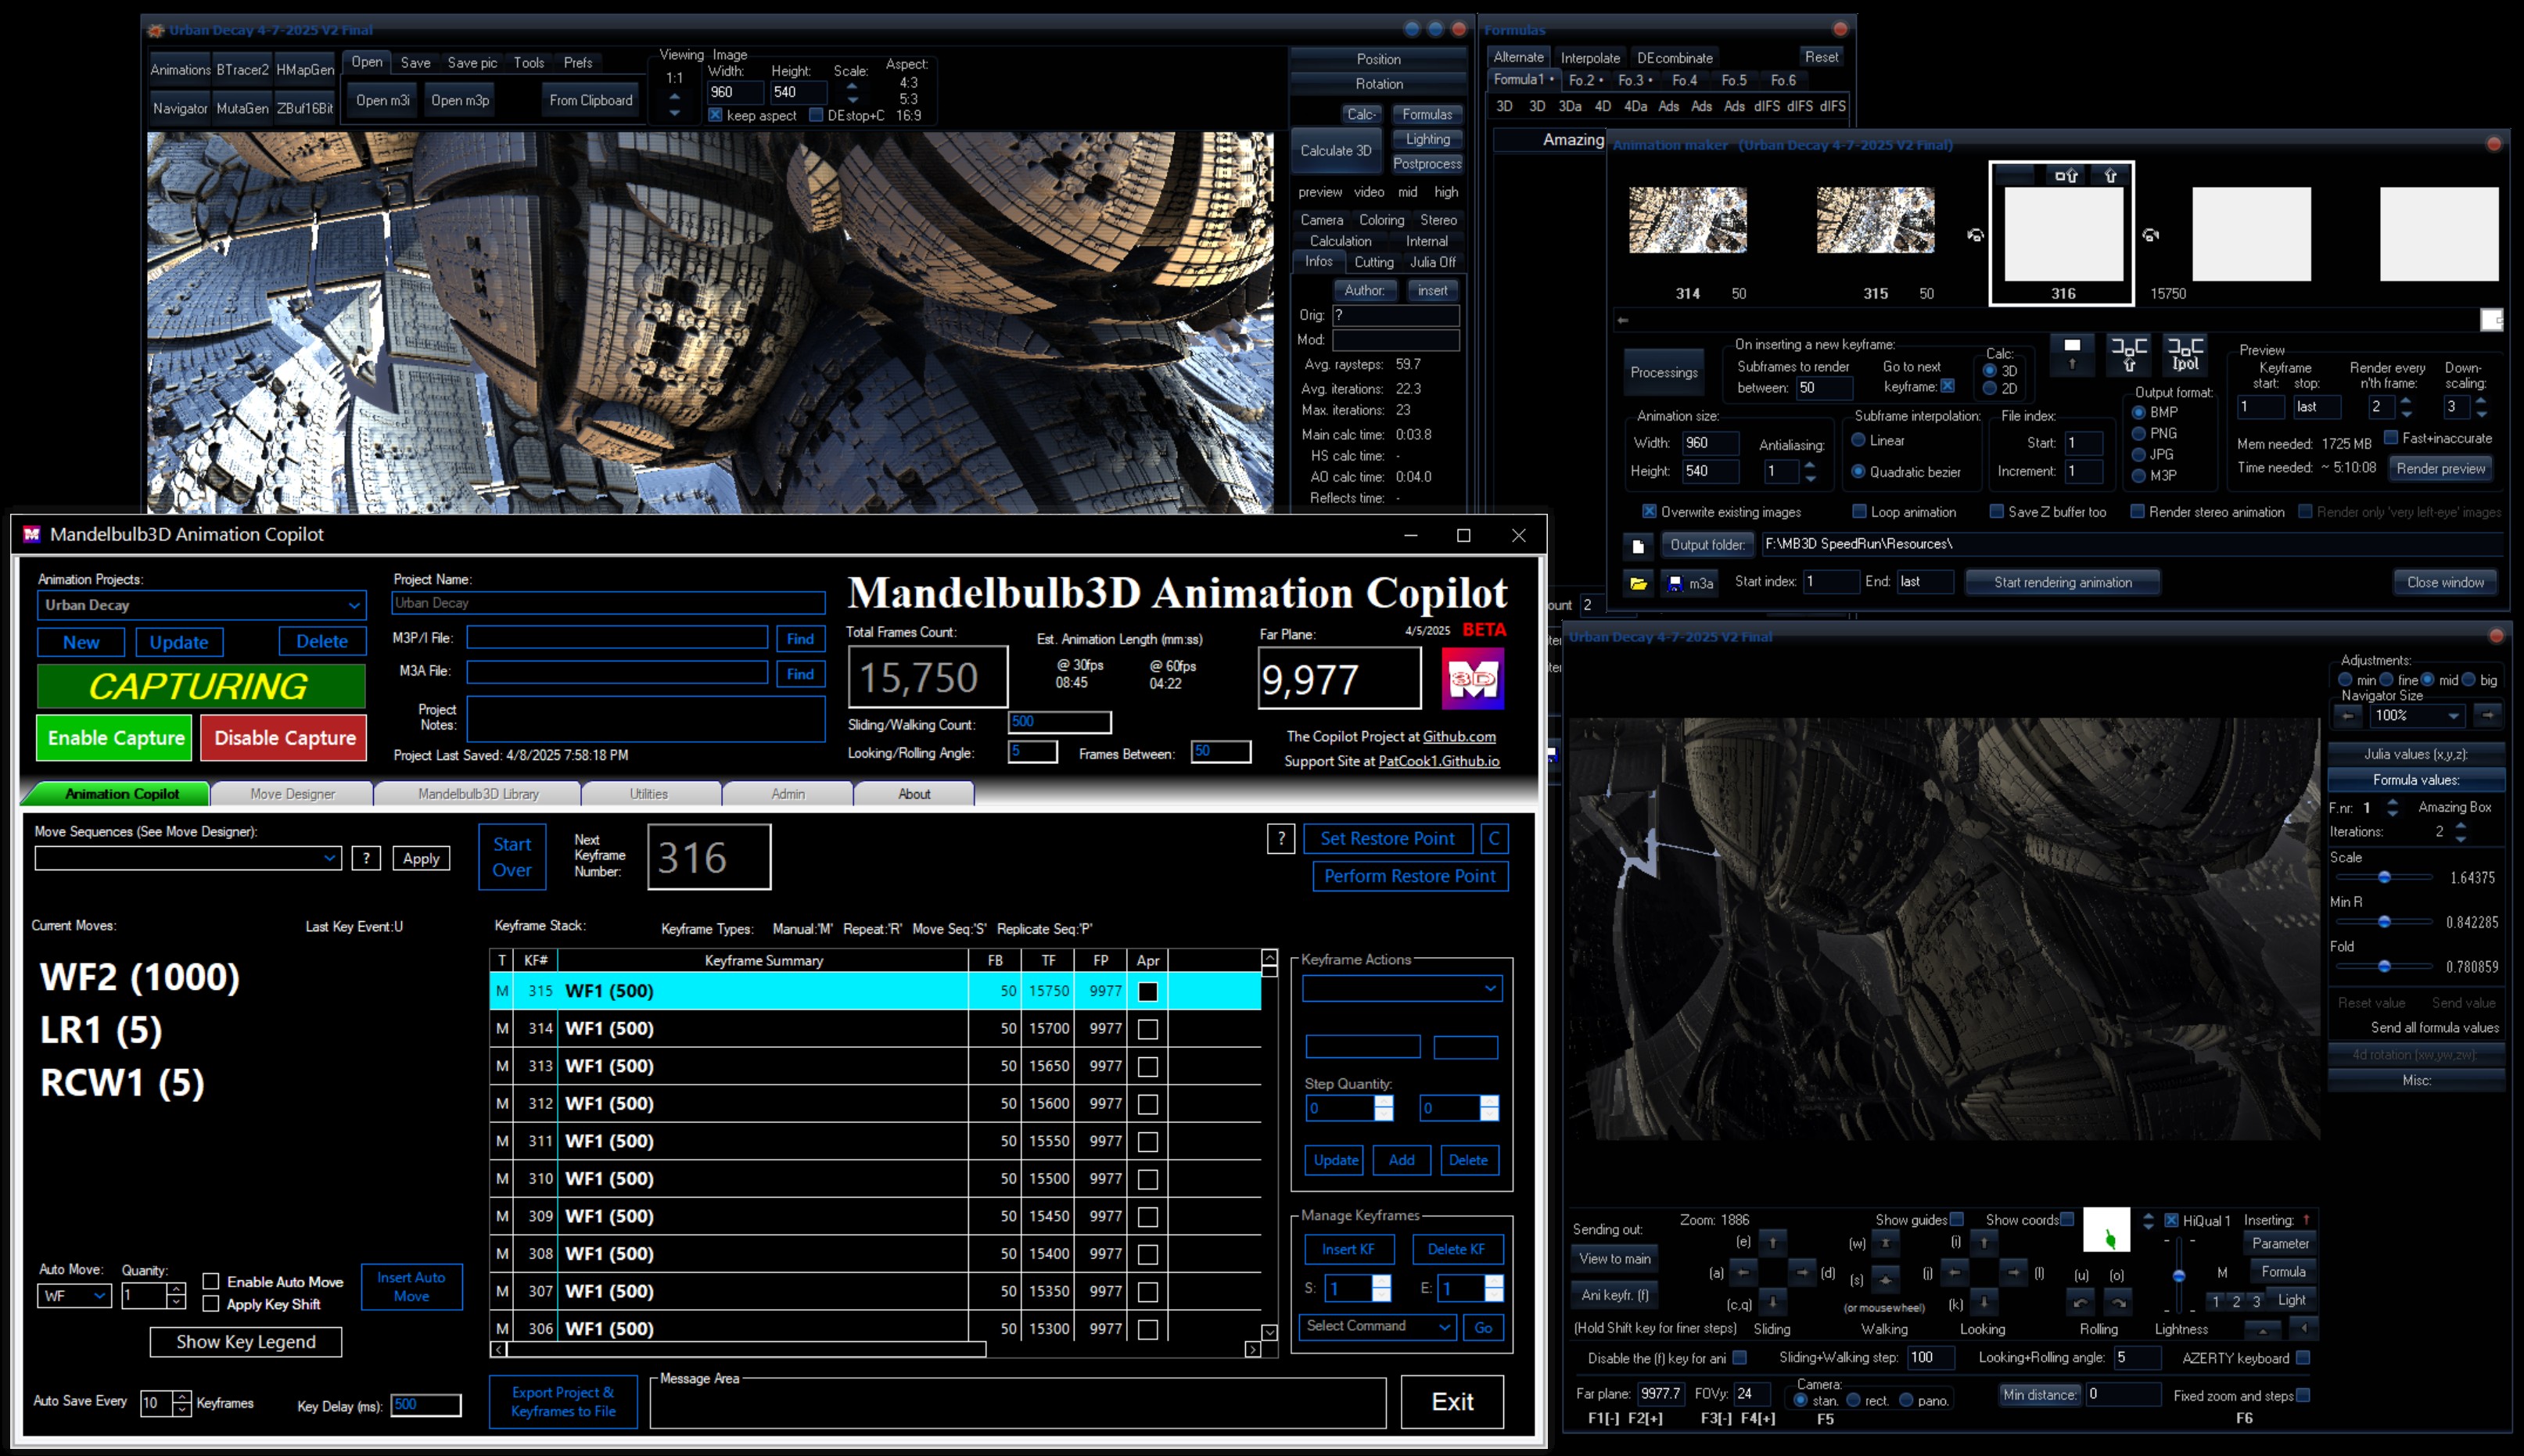 Urban Decay 4-7-2025 V2 Final
Animations BTracer2 HMapGen
Navigator MutaGen ZBuf16Bit
Open Save Save pic Tools Prefs
Open m3i Open m3p From Clipboard
Viewing Image
1:1 Width: Height: Scale: Aspect:
960 540 4:3
5:3
keep aspect DEstop+C 16:9
Position
Rotation
Calc- Formulas
Calculate 3D Lighting
Postprocess
preview video mid high
Camera Coloring Stereo
Calculation Internal
Infos Cutting Julia Off
Author: insert
Orig: ?
Mod:
Avg. raysteps: 59.7
Avg. iterations: 22.3
Max. iterations: 23
Main calc time: 0:03.8
HS calc time: -
AO calc time: 0:04.0
Reflects time: -
Formulas
Alternate Interpolate DEcombinate Reset
Formula1 • Fo.2 • Fo.3 • Fo.4 Fo.5 Fo.6
3D 3D 3Da 4D 4Da Ads Ads Ads dIFS dIFS dIFS
Amazing
Animation maker (Urban Decay 4-7-2025 V2 Final)
314 50 315 50 316 15750
Processings
On inserting a new keyframe:
Subframes to render between: 50
Go to next keyframe:
Calc:
3D
2D
Ipol
Animation size:
Width: 960
Height: 540
Antialiasing:
1
Subframe interpolation:
Linear
Quadratic bezier
File index:
Start: 1
Increment: 1
Output format:
BMP
PNG
JPG
M3P
Preview
Keyframe start: stop:
1 last
Render every n'th frame:
2
Down-scaling:
3
Mem needed: 1725 MB Fast+inaccurate
Time needed: ~ 5:10:08 Render preview
Overwrite existing images Loop animation Save Z buffer too Render stereo animation Render only 'very left-eye' images
Output folder: F:\MB3D SpeedRun\Resources\
m3a Start index: 1 End: last Start rendering animation Close window
ount 2
Mandelbulb3D Animation Copilot
Animation Projects:
Urban Decay
New Update Delete
CAPTURING
Enable Capture Disable Capture
Project Name:
Urban Decay
M3P/I File: Find
M3A File: Find
Project Notes:
Project Last Saved: 4/8/2025 7:58:18 PM
Mandelbulb3D Animation Copilot
Total Frames Count: Est. Animation Length (mm:ss) Far Plane: 4/5/2025 BETA
15,750 @ 30fps @ 60fps 9,977
08:45 04:22
3D
Sliding/Walking Count: 500
Looking/Rolling Angle: 5 Frames Between: 50
The Copilot Project at Github.com
Support Site at PatCook1.Github.io
Animation Copilot Move Designer Mandelbulb3D Library Utilities Admin About
Move Sequences (See Move Designer):
? Apply
Start Over
Next Keyframe Number: 316
? Set Restore Point C
Perform Restore Point
Current Moves: Last Key Event:U
WF2 (1000)
LR1 (5)
RCW1 (5)
Keyframe Stack: Keyframe Types: Manual:'M' Repeat:'R' Move Seq:'S' Replicate Seq:'P'
T KF# Keyframe Summary FB TF FP Apr
M 315 WF1 (500) 50 15750 9977
M 314 WF1 (500) 50 15700 9977
M 313 WF1 (500) 50 15650 9977
M 312 WF1 (500) 50 15600 9977
M 311 WF1 (500) 50 15550 9977
M 310 WF1 (500) 50 15500 9977
M 309 WF1 (500) 50 15450 9977
M 308 WF1 (500) 50 15400 9977
M 307 WF1 (500) 50 15350 9977
M 306 WF1 (500) 50 15300 9977
Keyframe Actions
Step Quantity:
0 0
Update Add Delete
Manage Keyframes
Insert KF Delete KF
S: 1 E: 1
Select Command Go
Auto Move: Quanity:
WF 1 Enable Auto Move
Apply Key Shift
Insert Auto Move
Show Key Legend
Auto Save Every 10 Keyframes Key Delay (ms): 500
Export Project & Keyframes to File
Message Area
Exit
Urban Decay 4-7-2025 V2 Final
Adjustments:
min fine mid big
Navigator Size
100%
Julia values (x,y,z):
Formula values:
F.nr: 1 Amazing Box
Iterations: 2
Scale
1.64375
Min R
0.842285
Fold
0.780859
Reset value Send value
Send all formula values
4d rotation (xw,yw,zw):
Misc:
Sending out: Zoom: 1886 Show guides Show coords HiQual 1 Inserting:
View to main (e) (w) (i) Parameter
(a) (d) (s) (j) (l) (u) (o) M Formula
Ani keyfr. (f) (c,q) (or mousewheel) (k) 1 2 3 Light
(Hold Shift key for finer steps) Sliding Walking Looking Rolling Lightness
Disable the (f) key for ani Sliding+Walking step: 100 Looking+Rolling angle: 5 AZERTY keyboard
Far plane: 9977.7 FOVy: 24 Camera: stan. rect. pano. Min distance: 0 Fixed zoom and steps
F1[-] F2[+] F3[-] F4[+] F5 F6